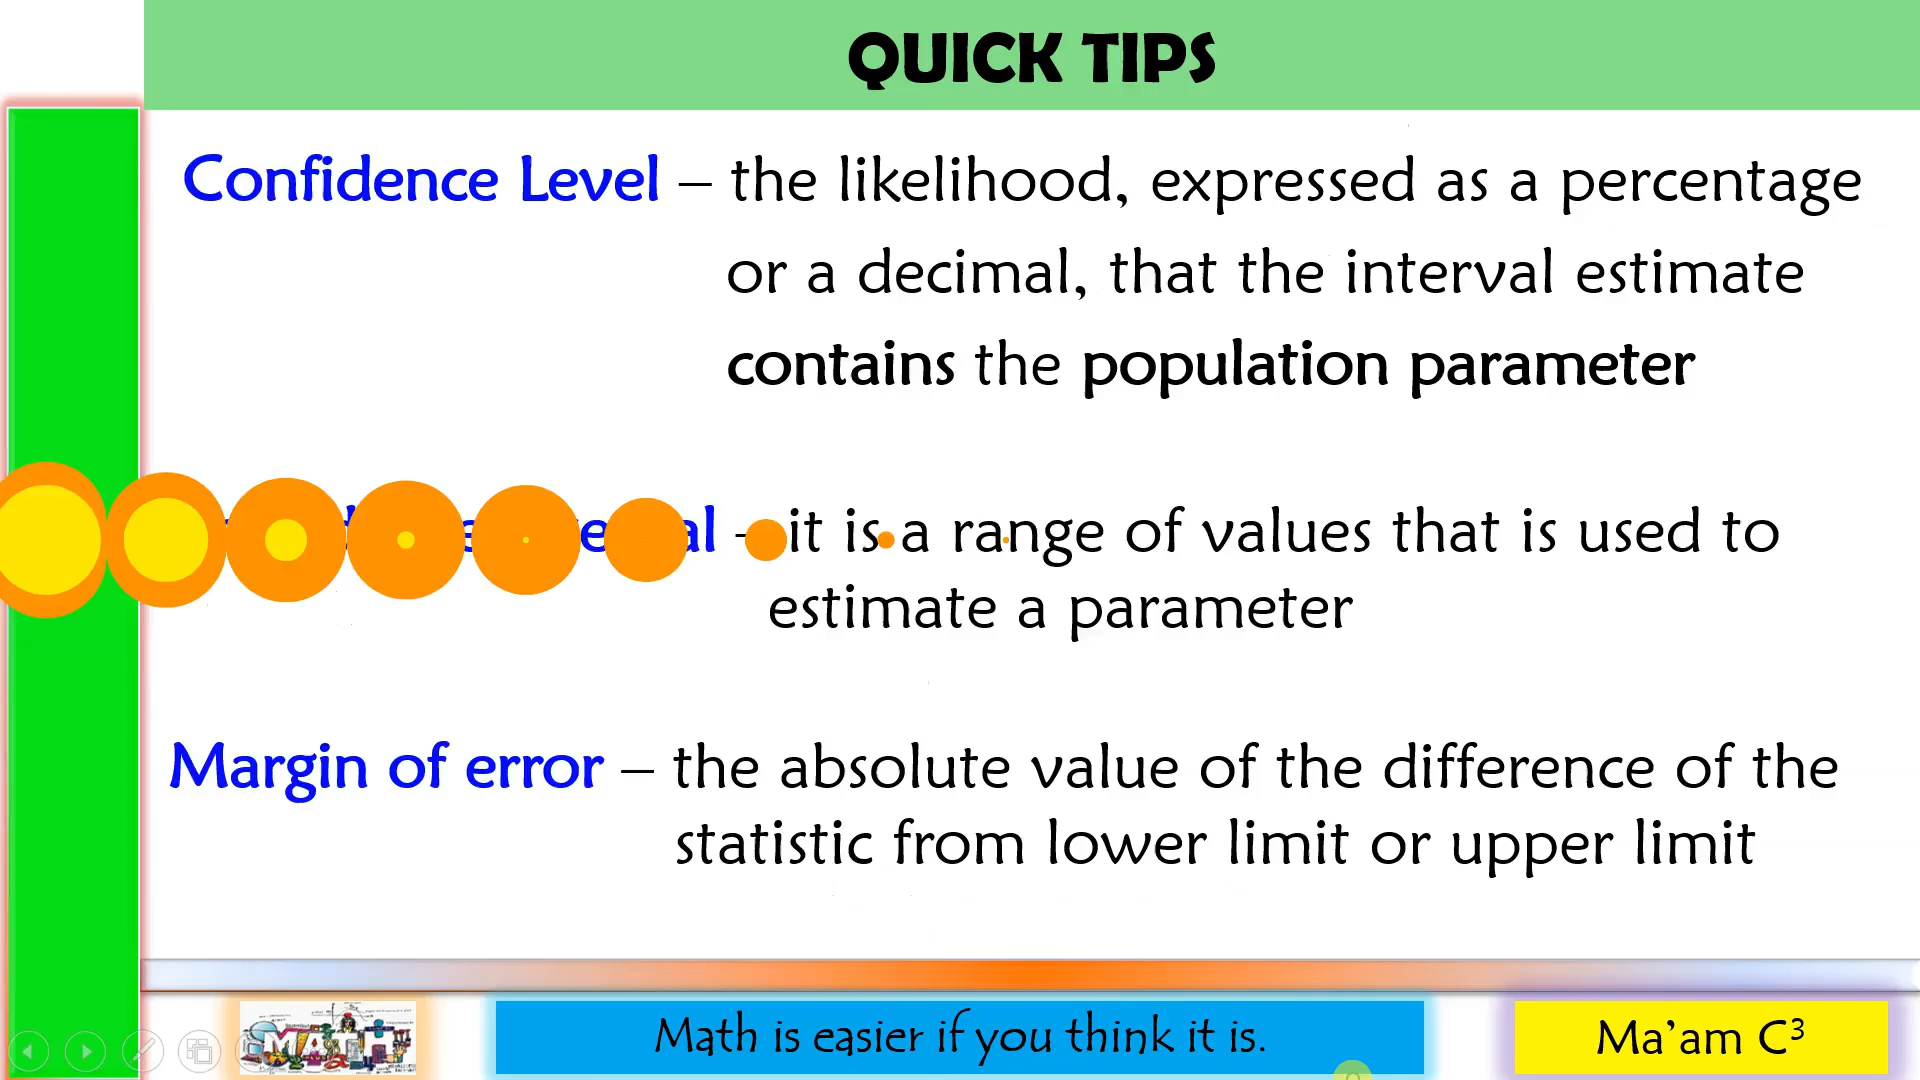 QUICK TIPS
Confidence Level – the likelihood, expressed as a percentage
or a decimal, that the interval estimate
contains the population parameter
– it is a range of values that is used to
estimate a parameter
Margin of error – the absolute value of the difference of the
statistic from lower limit or upper limit
MATH
Math is easier if you think it is.
Ma’am C³